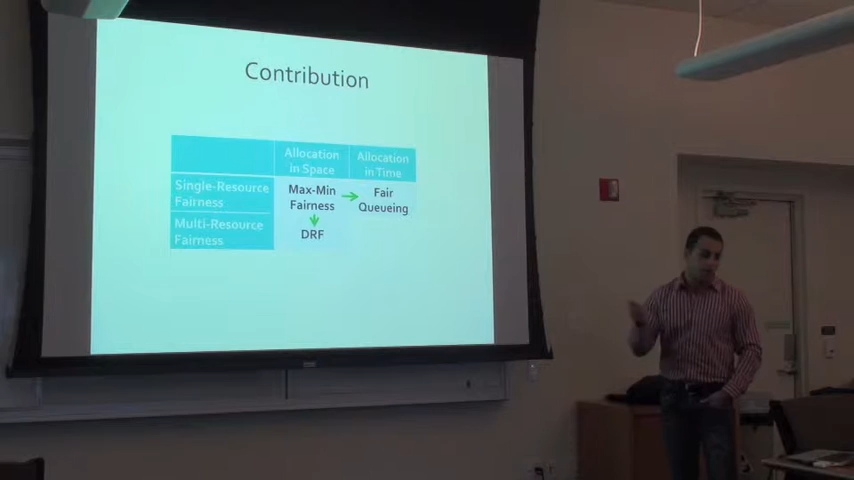 Contribution
Allocation in Space
Allocation in Time
Single-Resource Fairness
Max-Min Fairness
Fair Queueing
Multi-Resource Fairness
DRF